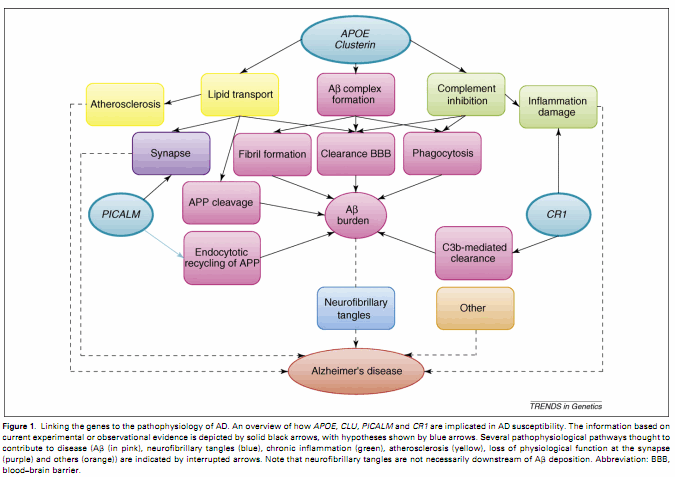 APOE
Clusterin
Lipid transport
Aβ complex
formation
Complement
inhibition
Atherosclerosis
Inflammation
damage
Synapse
Fibril formation
Clearance BBB
Phagocytosis
APP cleavage
PICALM
Aβ
burden
CR1
Endocytotic
recycling of APP
C3b-mediated
clearance
Neurofibrillary
tangles
Other
Alzheimer's disease
TRENDS in Genetics
Figure 1. Linking the genes to the pathophysiology of AD. An overview of how APOE, CLU, PICALM and CR1 are implicated in AD susceptibility. The information based on
current experimental or observational evidence is depicted by solid black arrows, with hypotheses shown by blue arrows. Several pathophysiological pathways thought to
contribute to disease (Aβ (in pink), neurofibrillary tangles (blue), chronic inflammation (green), atherosclerosis (yellow), loss of physiological function at the synapse
(purple) and others (orange)) are indicated by interrupted arrows. Note that neurofibrillary tangles are not necessarily downstream of Aβ deposition. Abbreviation: BBB,
blood–brain barrier.